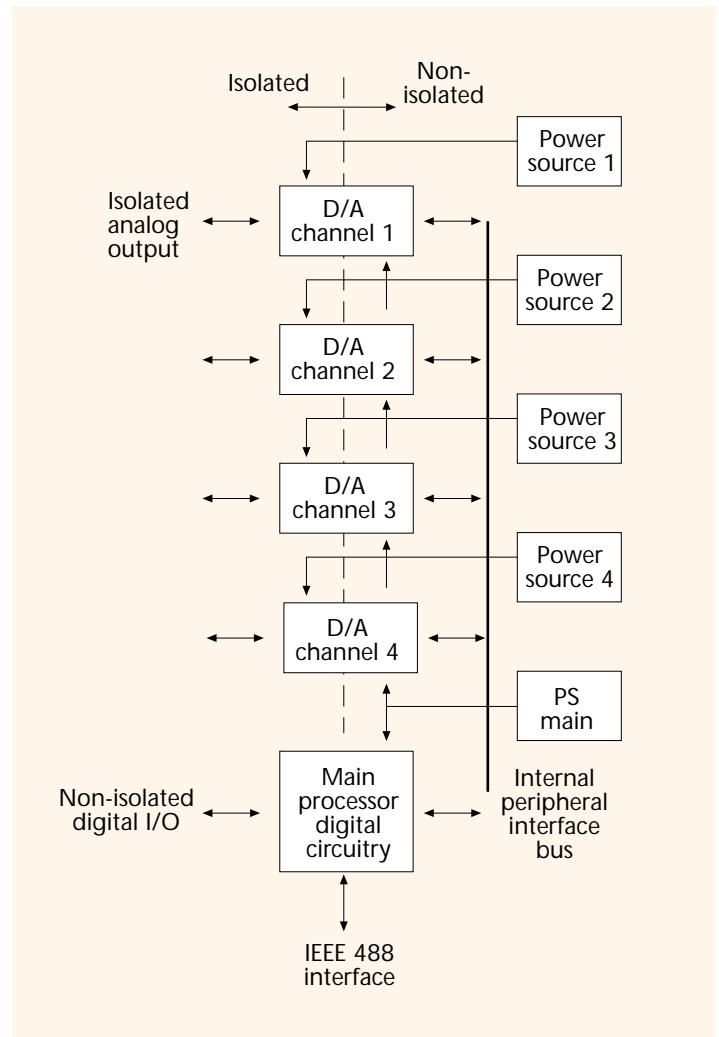 Isolated
Non-
isolated
Power
source 1
Isolated
analog
output
D/A
channel 1
Power
source 2
D/A
channel 2
Power
source 3
D/A
channel 3
Power
source 4
D/A
channel 4
PS
main
Non-isolated
digital I/O
Main
processor
digital
circuitry
Internal
peripheral
interface
bus
IEEE 488
interface